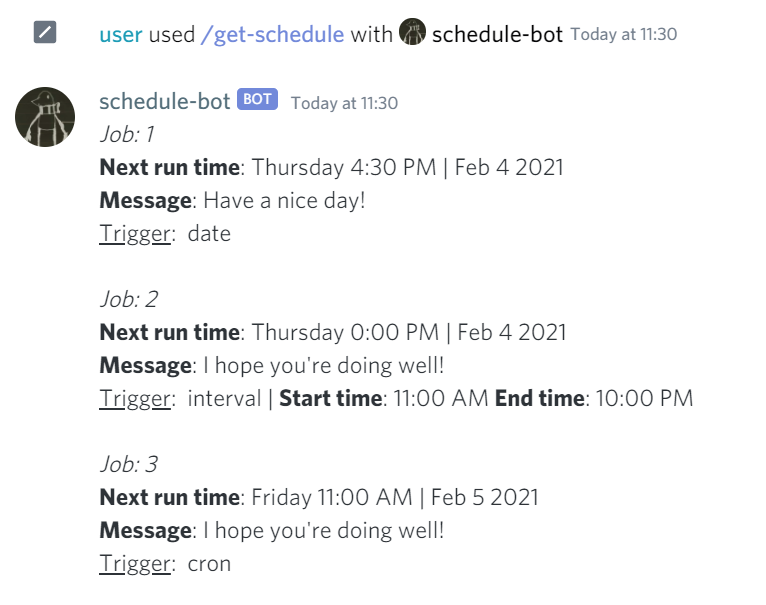 user used /get-schedule with schedule-bot Today at 11:30
schedule-bot BOT Today at 11:30
Job: 1
Next run time: Thursday 4:30 PM | Feb 4 2021
Message: Have a nice day!
Trigger: date
Job: 2
Next run time: Thursday 0:00 PM | Feb 4 2021
Message: I hope you're doing well!
Trigger: interval | Start time: 11:00 AM End time: 10:00 PM
Job: 3
Next run time: Friday 11:00 AM | Feb 5 2021
Message: I hope you're doing well!
Trigger: cron